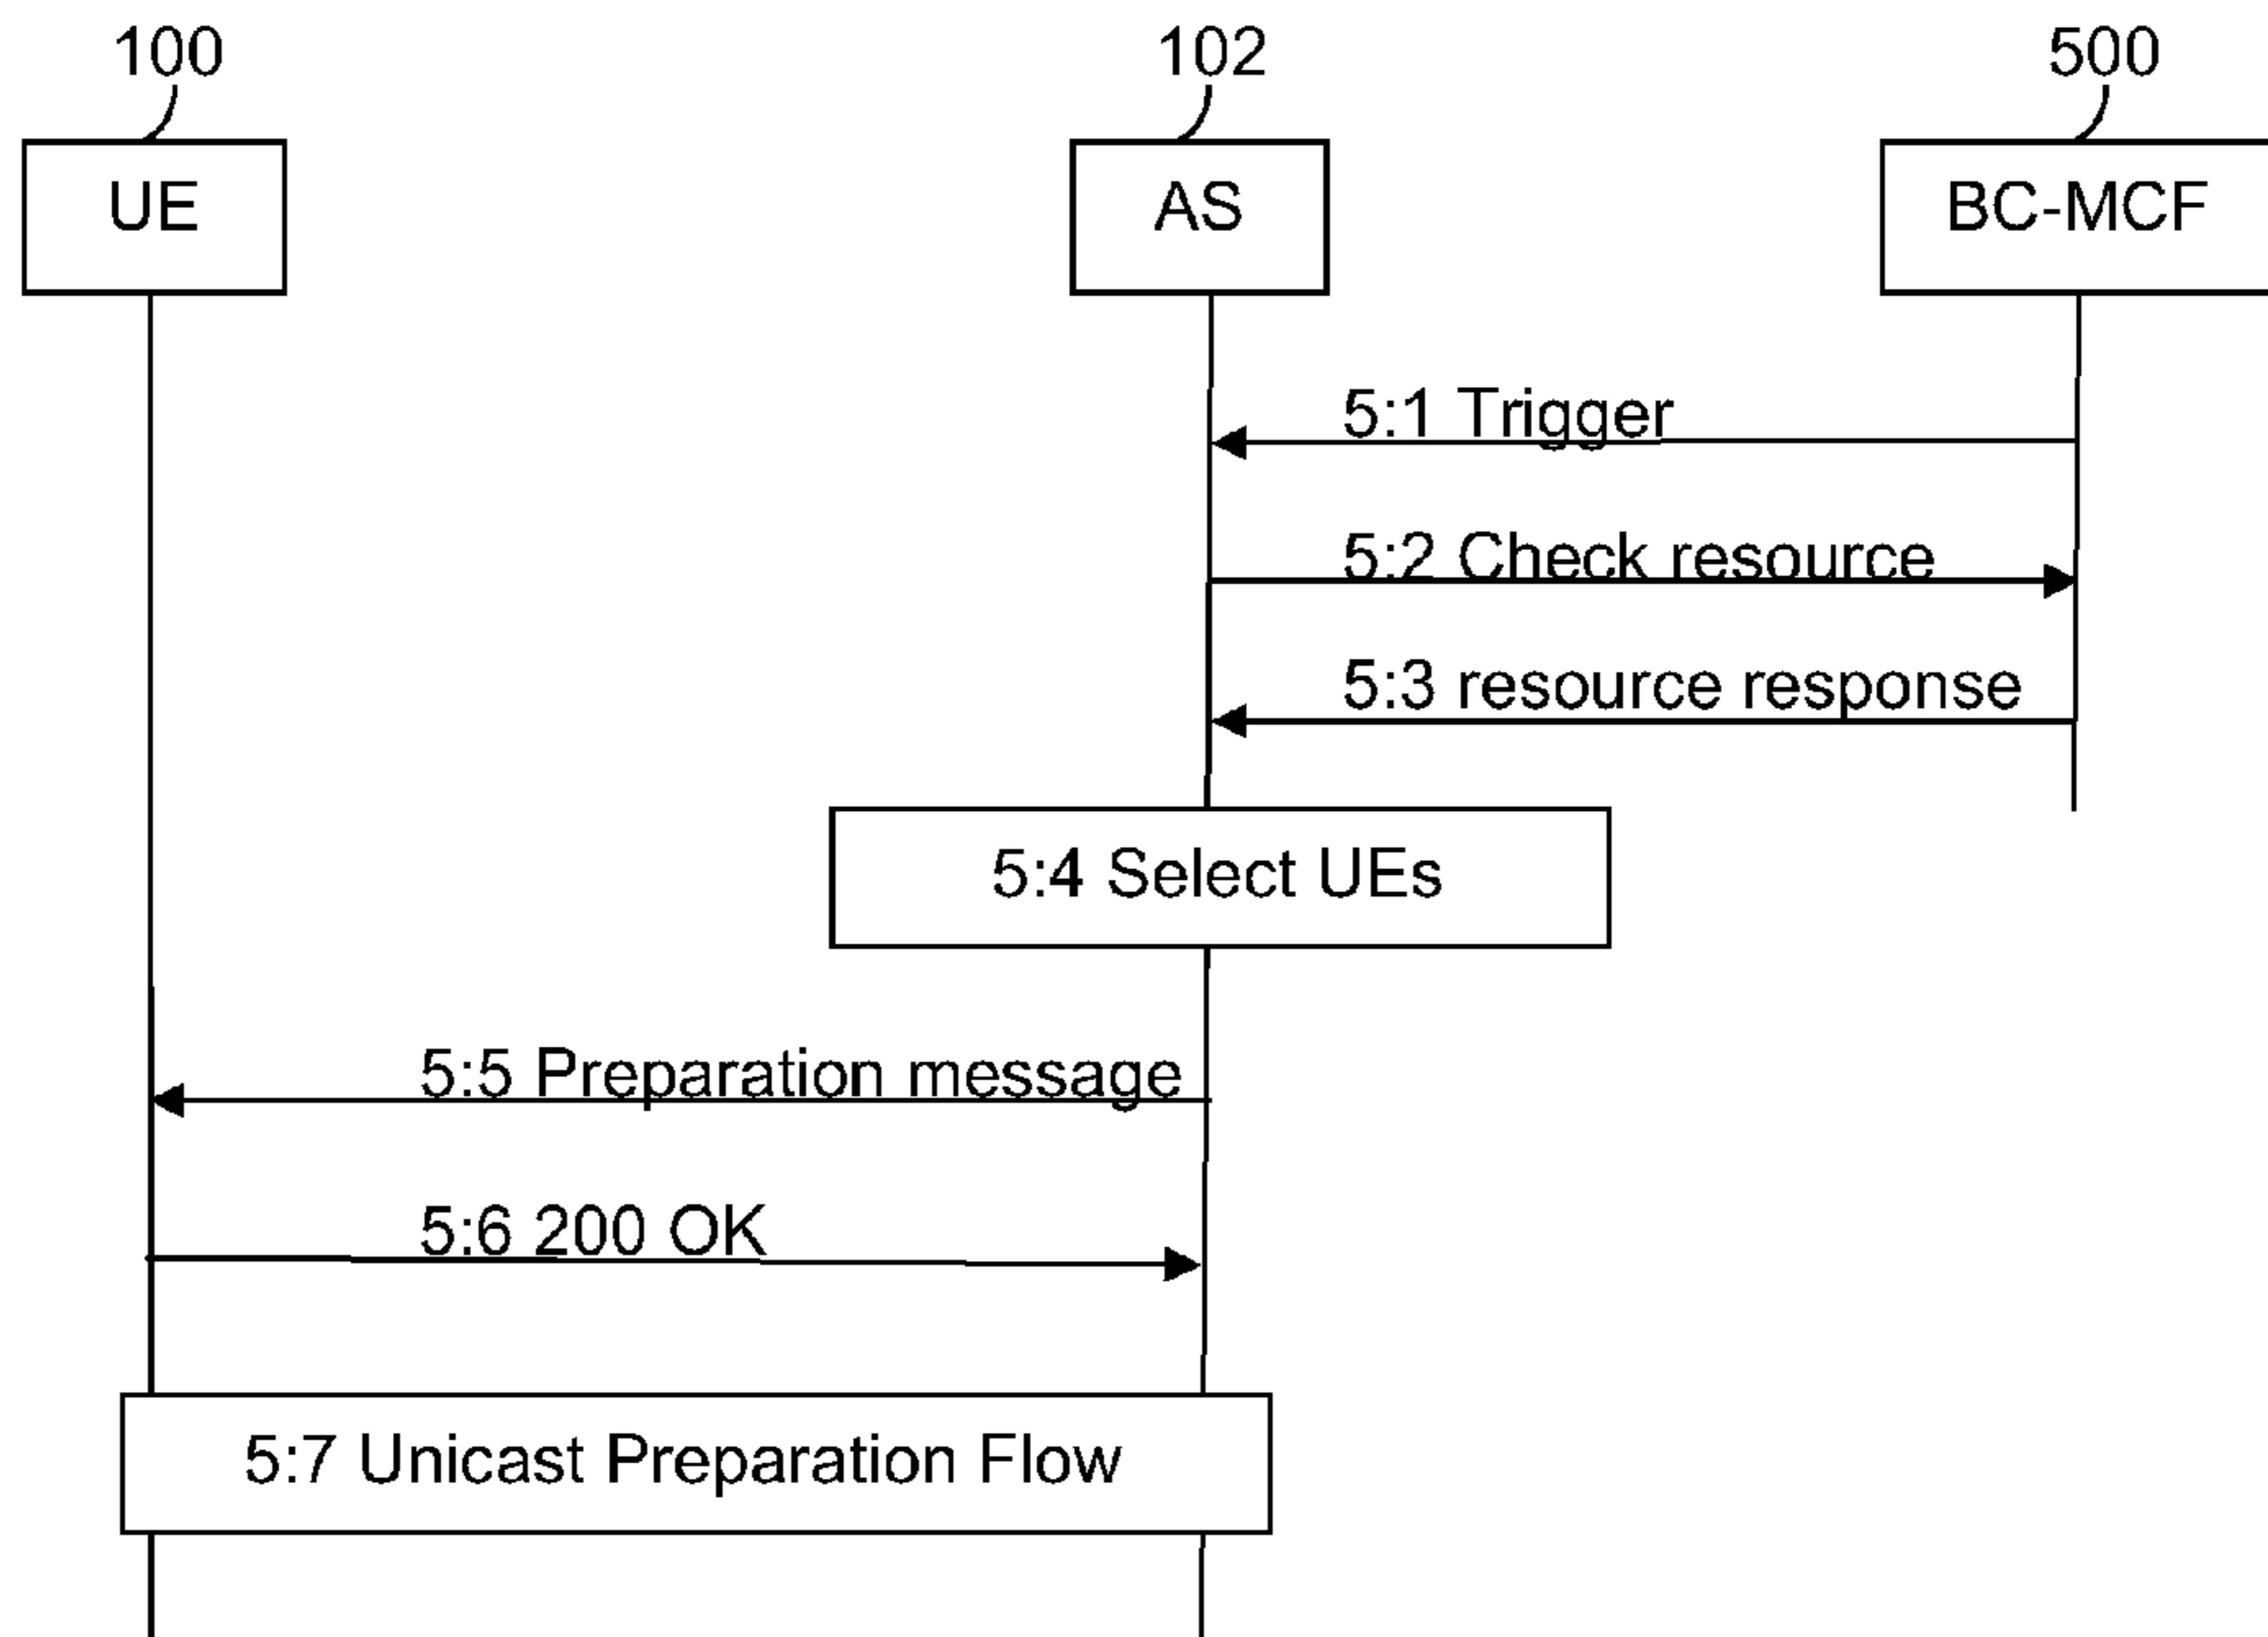 100
102
500
UE
AS
BC-MCF
5:1 Trigger
5:2 Check resource
5:3 resource response
5:4 Select UEs
5:5 Preparation message
5:6 200 OK
5:7 Unicast Preparation Flow